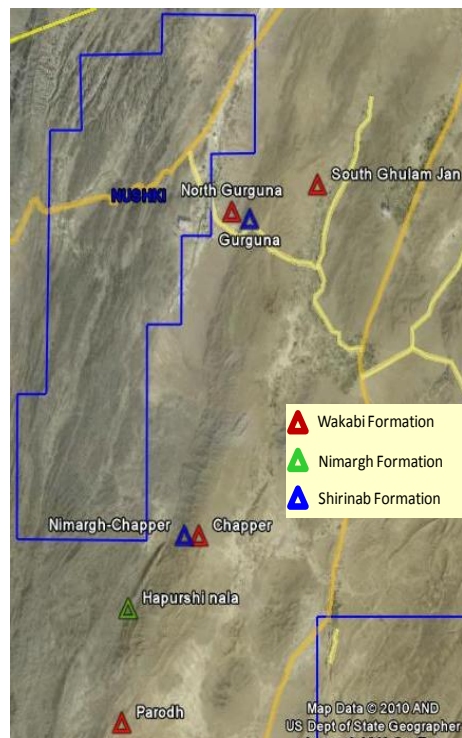 South Ghulam Jan
NUSHKI
North Gurguna
Gurguna
Wakabi Formation
Nimargh Formation
Shirinab Formation
Nimargh-Chapper
Chapper
Hapurshi nala
Parodh
Map Data © 2010 AND
US Dept of State Geographer